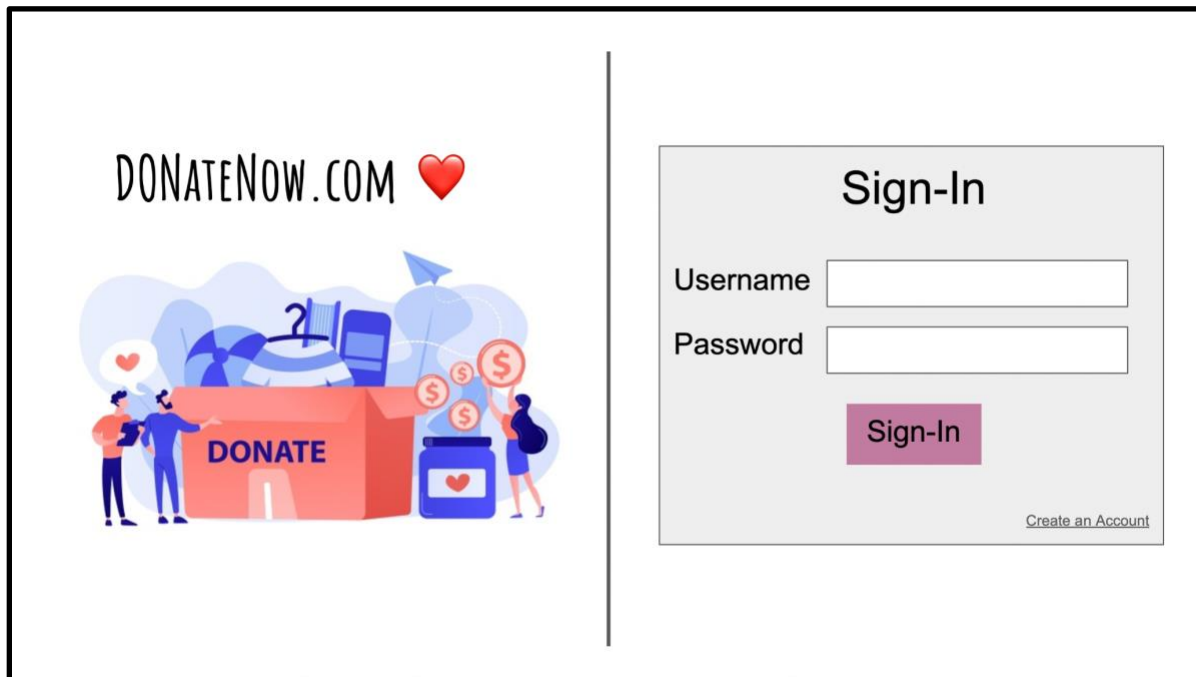 DONATENOW.COM ❤️
DONATE
$
$
$
$
Sign-In
Username
Password
Sign-In
Create an Account